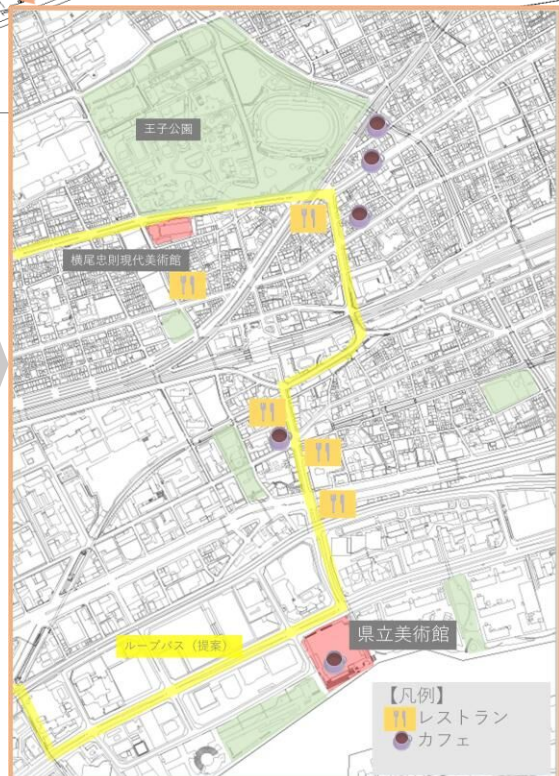 王子公園
横尾忠則現代美術館
県立美術館
ループバス（提案）
【凡例】
レストラン
カフェ